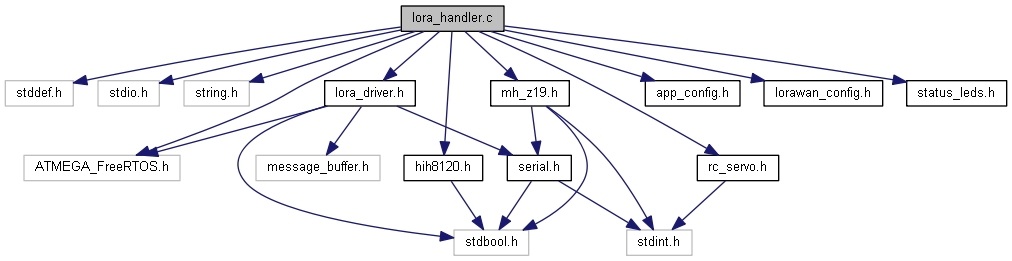 lora_handler.c
stddef.h
stdio.h
string.h
lora_driver.h
mh_z19.h
app_config.h
lorawan_config.h
status_leds.h
ATMEGA_FreeRTOS.h
message_buffer.h
hih8120.h
serial.h
rc_servo.h
stdbool.h
stdint.h